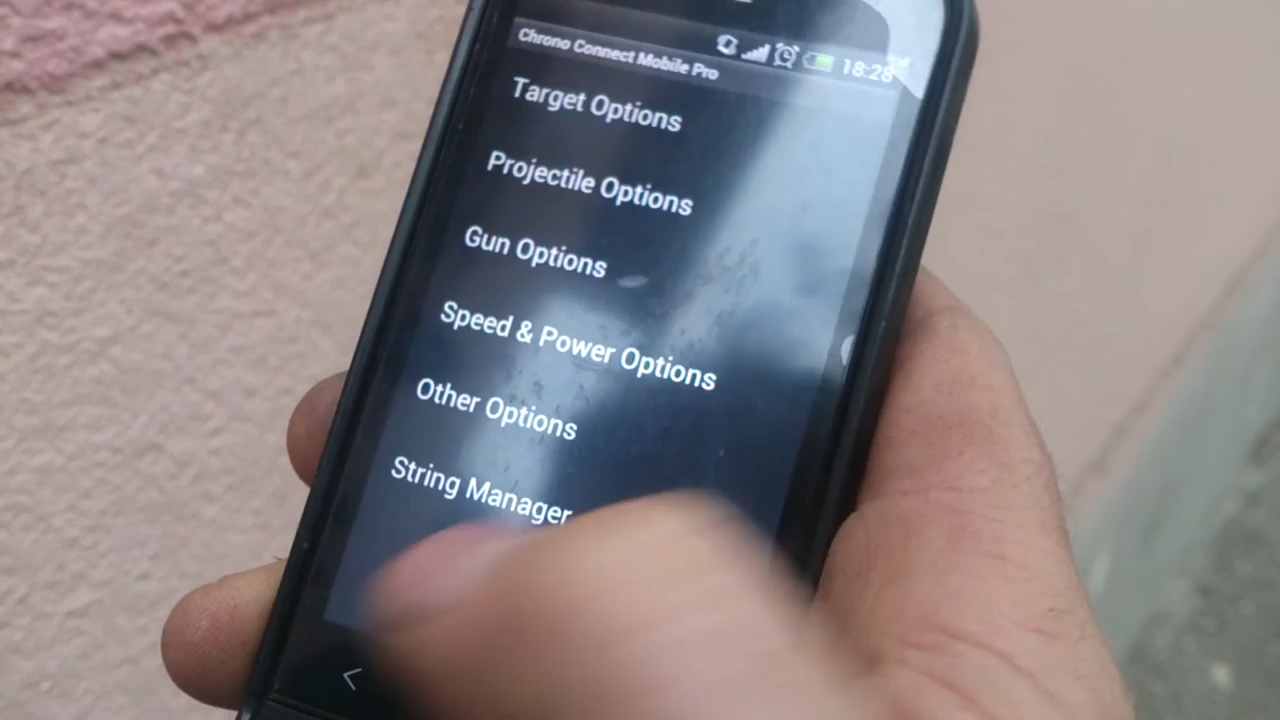 18:28
Chrono Connect Mobile Pro
Target Options
Projectile Options
Gun Options
Speed & Power Options
Other Options
String Manager